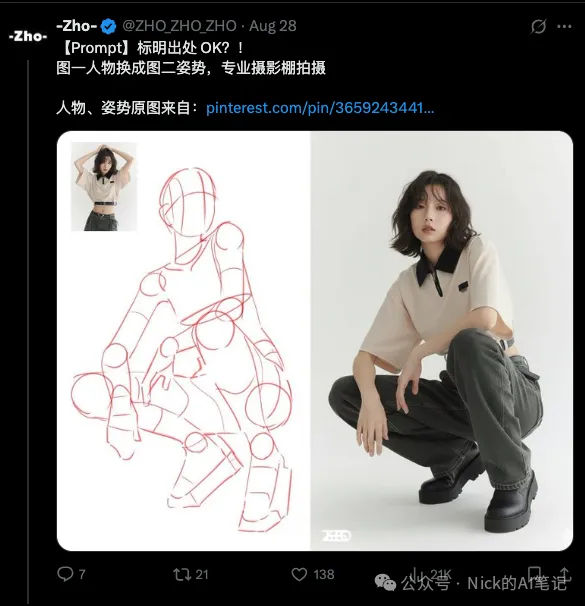 -Zho-
-Zho- @ZHO_ZHO_ZHO · Aug 28
【Prompt】标明出处 OK？！
图一人物换成图二姿势，专业摄影棚拍摄
人物、姿势原图来自：pinterest.com/pin/3659243441…
ZHO
7 21 138 21K
公众号 · Nick的AI笔记